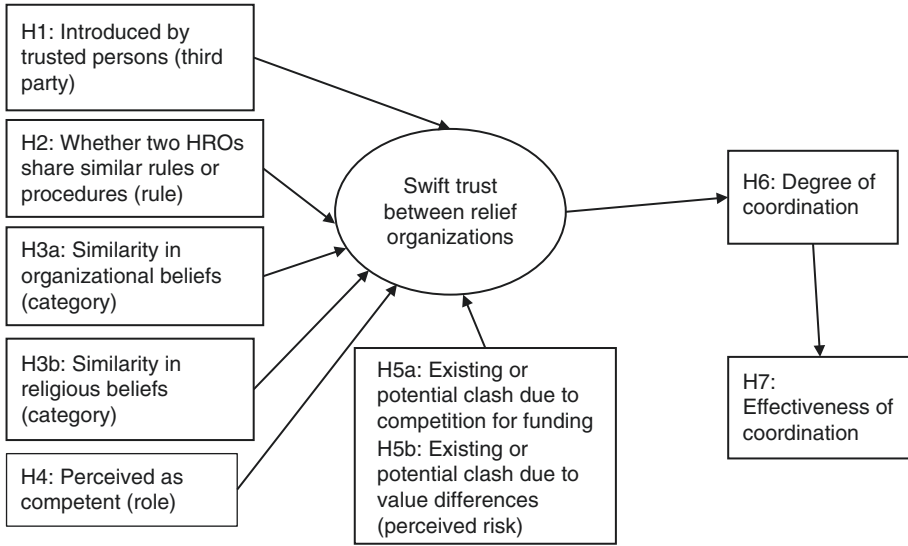 H1: Introduced by
trusted persons (third
party)
H2: Whether two HROs
share similar rules or
procedures (rule)
H3a: Similarity in
organizational beliefs
(category)
H3b: Similarity in
religious beliefs
(category)
H4: Perceived as
competent (role)
Swift trust
between relief
organizations
H5a: Existing or
potential clash due to
competition for funding
H5b: Existing or
potential clash due to
value differences
(perceived risk)
H6: Degree of
coordination
H7:
Effectiveness of
coordination